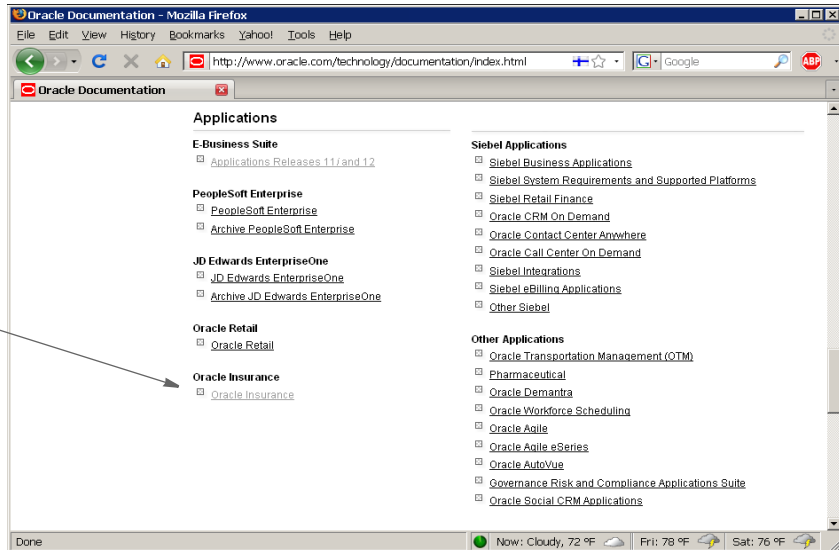 Oracle Documentation - Mozilla Firefox
File Edit View History Bookmarks Yahoo! Tools Help
http://www.oracle.com/technology/documentation/index.html
G Google
ABP
Oracle Documentation
Applications
E-Business Suite
Applications Releases 11i and 12
PeopleSoft Enterprise
PeopleSoft Enterprise
Archive PeopleSoft Enterprise
JD Edwards EnterpriseOne
JD Edwards EnterpriseOne
Archive JD Edwards EnterpriseOne
Oracle Retail
Oracle Retail
Oracle Insurance
Oracle Insurance
Siebel Applications
Siebel Business Applications
Siebel System Requirements and Supported Platforms
Siebel Retail Finance
Oracle CRM On Demand
Oracle Contact Center Anywhere
Oracle Call Center On Demand
Siebel Integrations
Siebel eBilling Applications
Other Siebel
Other Applications
Oracle Transportation Management (OTM)
Pharmaceutical
Oracle Demantra
Oracle Workforce Scheduling
Oracle Agile
Oracle Agile eSeries
Oracle AutoVue
Governance Risk and Compliance Applications Suite
Oracle Social CRM Applications
Done
Now: Cloudy, 72 °F
Fri: 78 °F
Sat: 76 °F